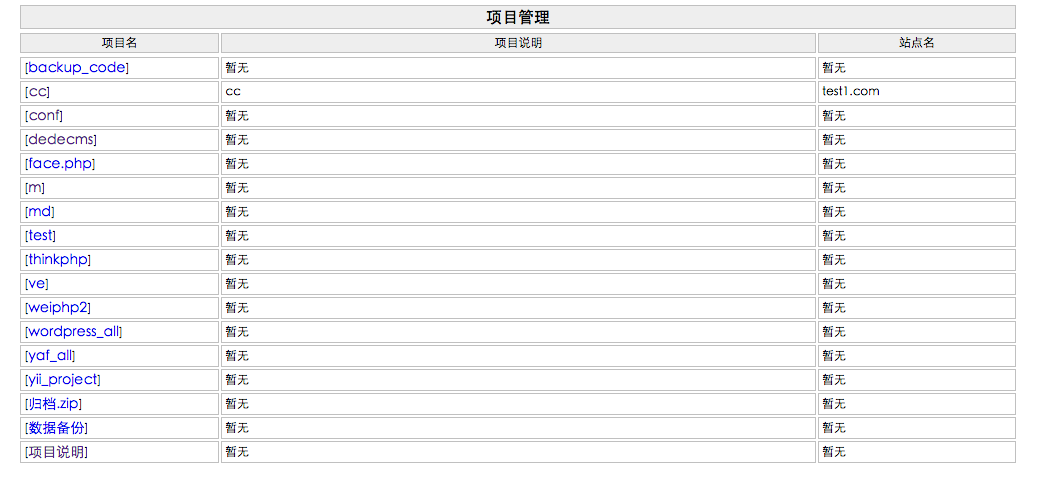 项目管理
项目名 项目说明 站点名
[backup_code] 暂无 暂无
[cc] cc test1.com
[conf] 暂无 暂无
[dedecms] 暂无 暂无
[face.php] 暂无 暂无
[m] 暂无 暂无
[md] 暂无 暂无
[test] 暂无 暂无
[thinkphp] 暂无 暂无
[ve] 暂无 暂无
[weiphp2] 暂无 暂无
[wordpress_all] 暂无 暂无
[yaf_all] 暂无 暂无
[yii_project] 暂无 暂无
[归档.zip] 暂无 暂无
[数据备份] 暂无 暂无
[项目说明] 暂无 暂无